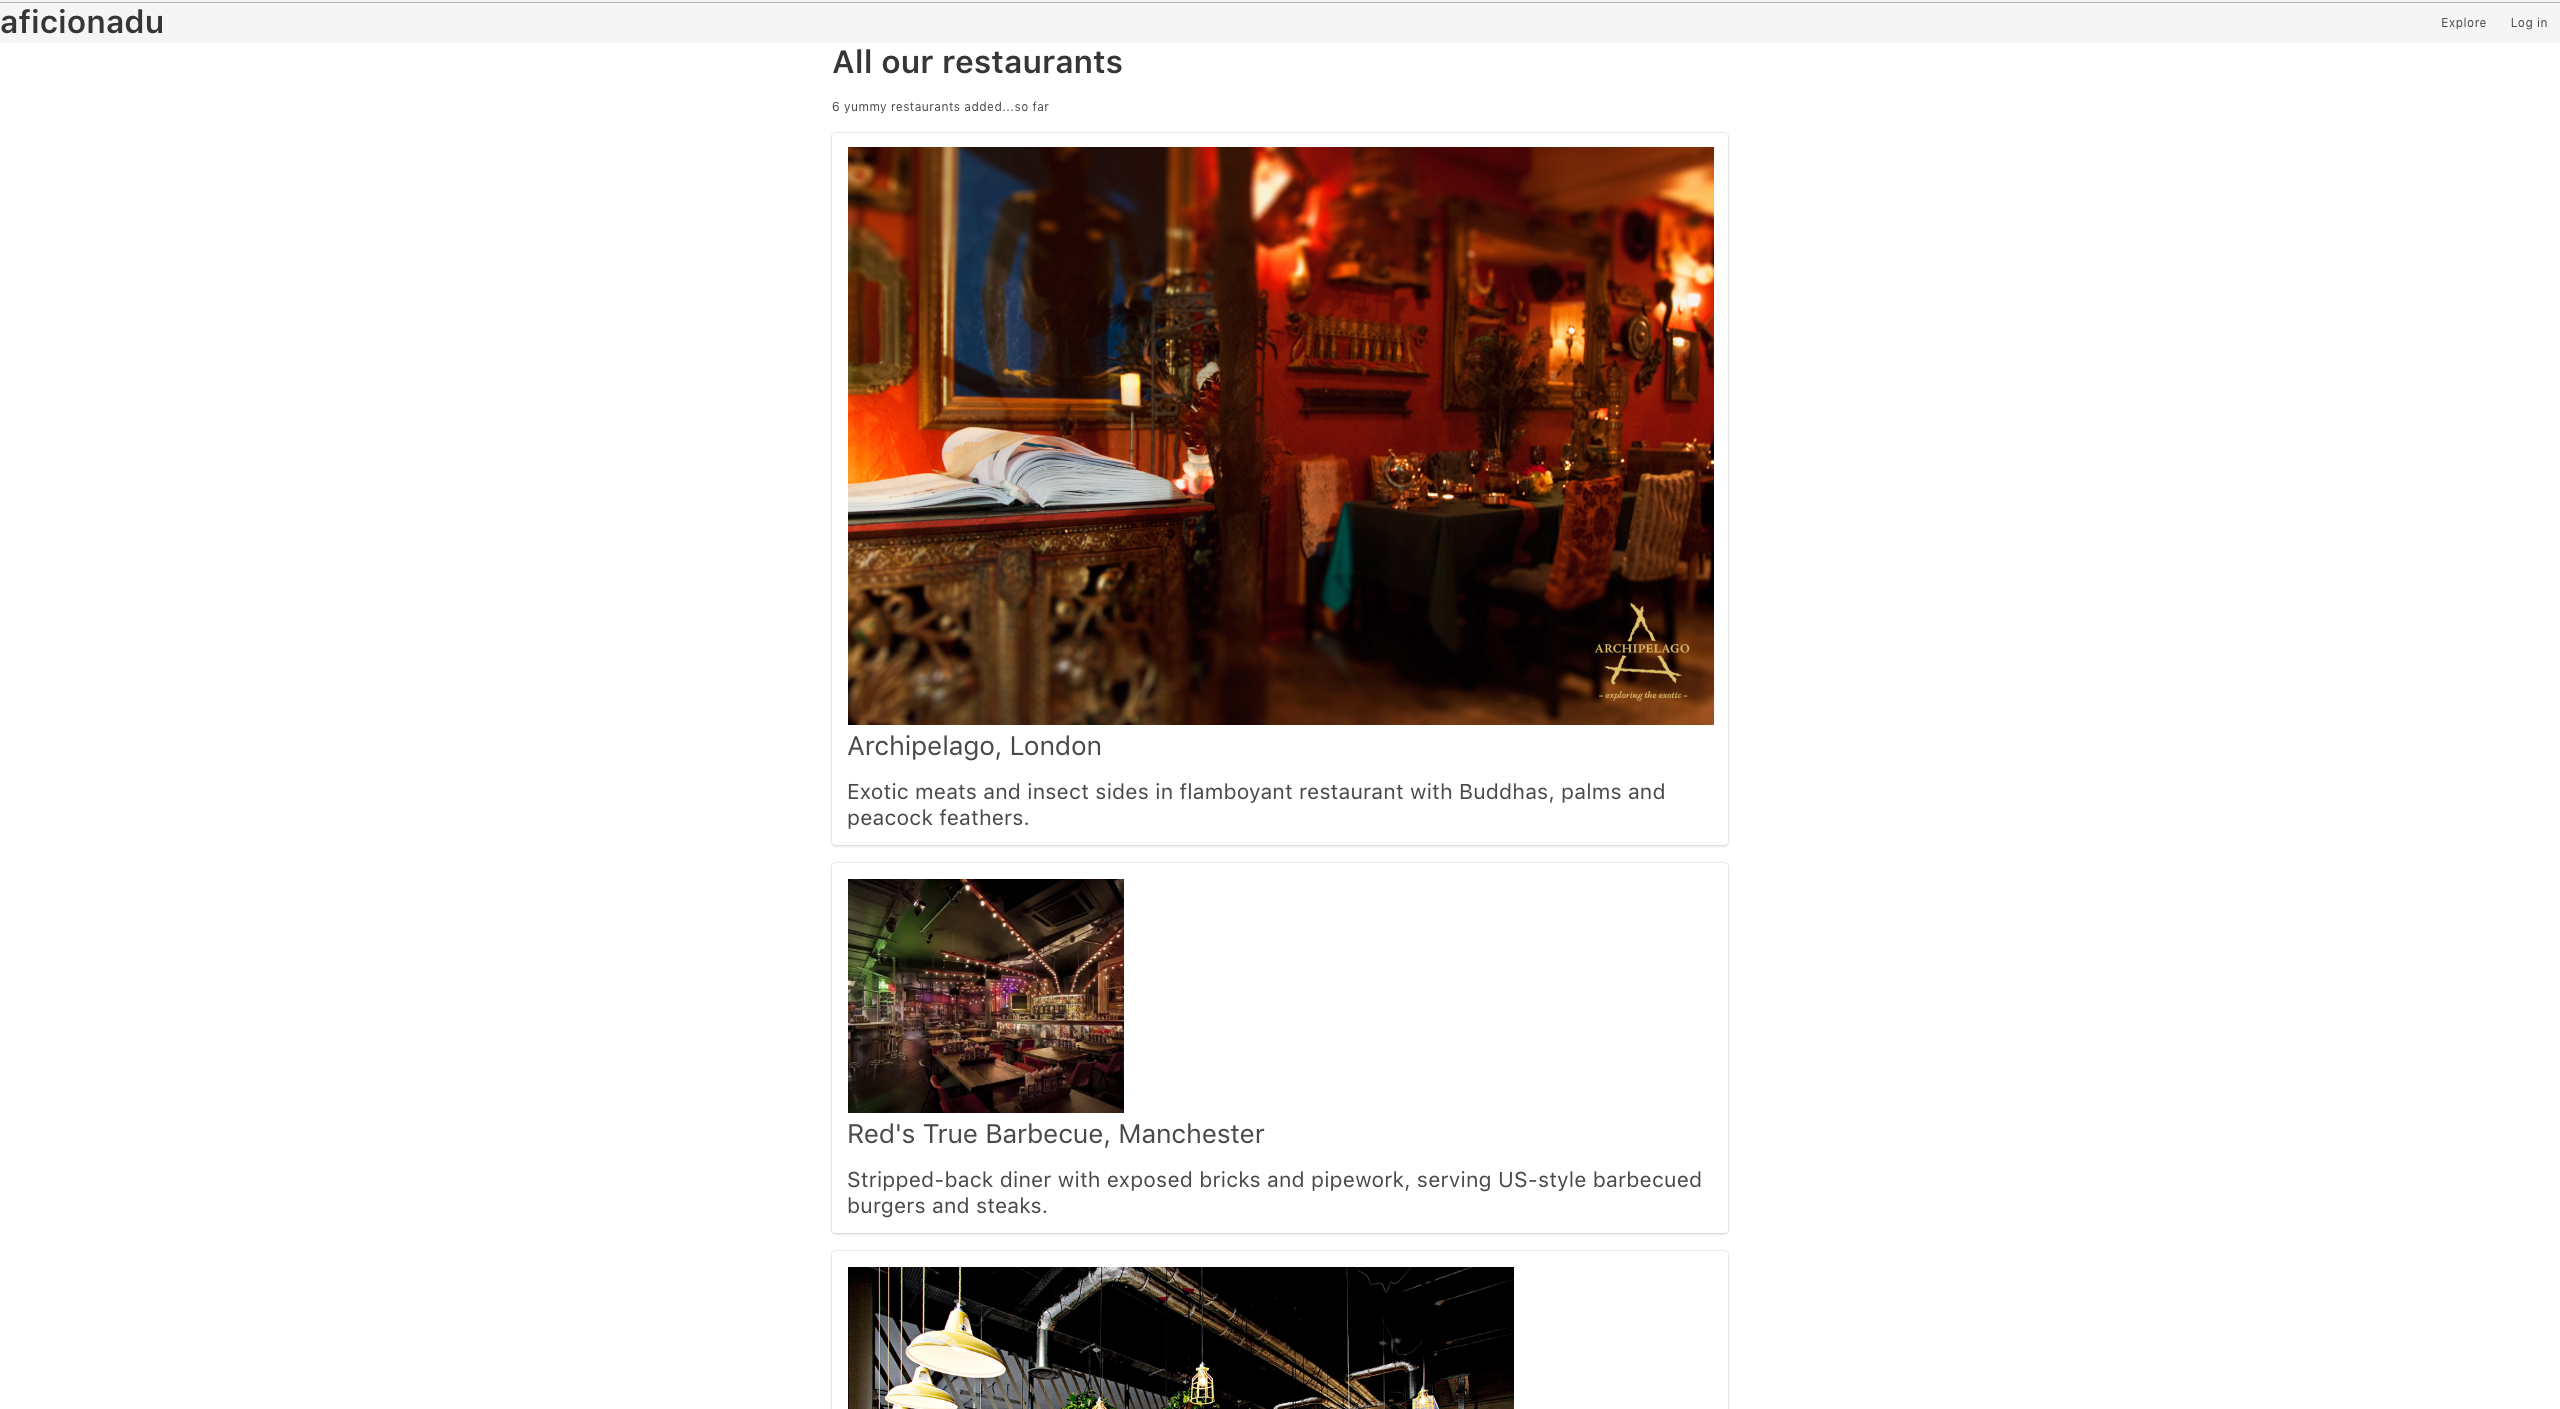 aficionadu
Explore
Log in
All our restaurants
6 yummy restaurants added...so far
ARCHIPELAGO
~ exploring the exotic ~
Archipelago, London
Exotic meats and insect sides in flamboyant restaurant with Buddhas, palms and
peacock feathers.
Red's True Barbecue, Manchester
Stripped-back diner with exposed bricks and pipework, serving US-style barbecued
burgers and steaks.